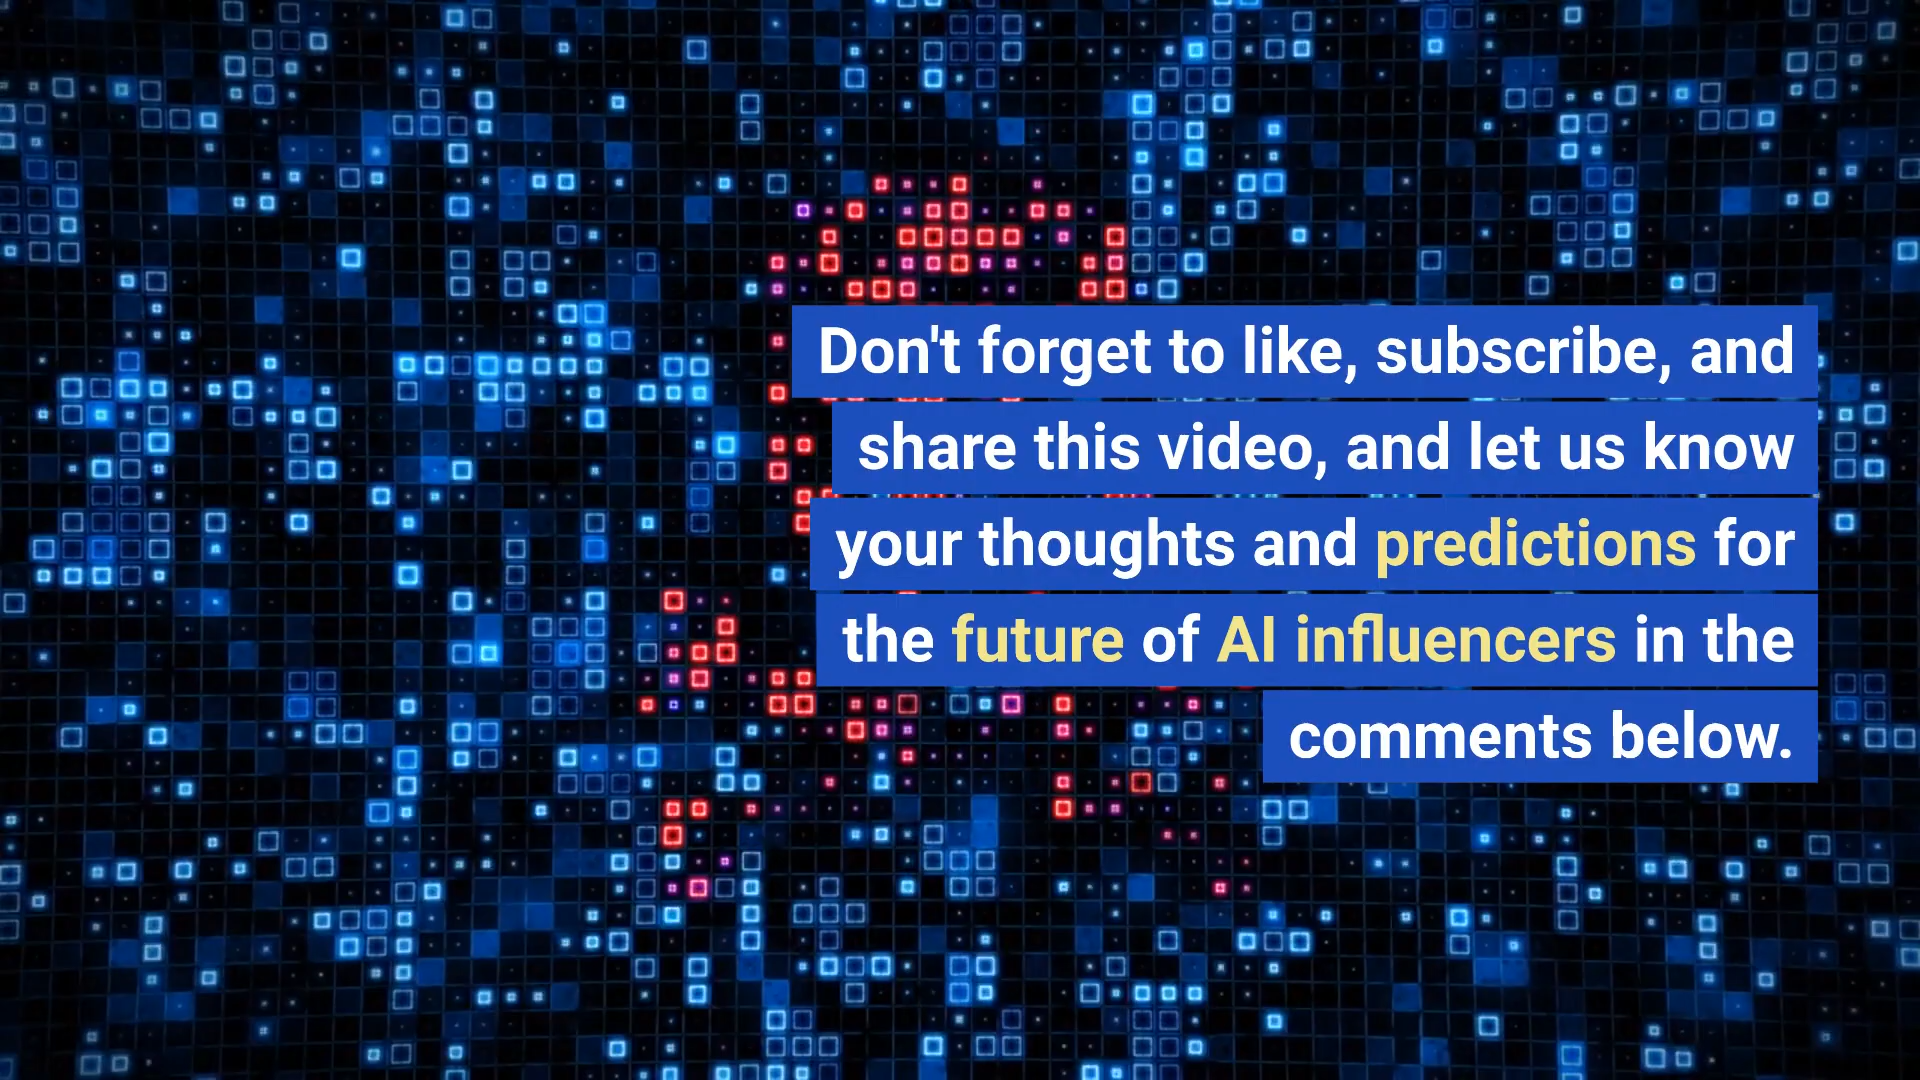 Don't forget to like, subscribe, and
share this video, and let us know
your thoughts and predictions for
the future of AI influencers in the
comments below.